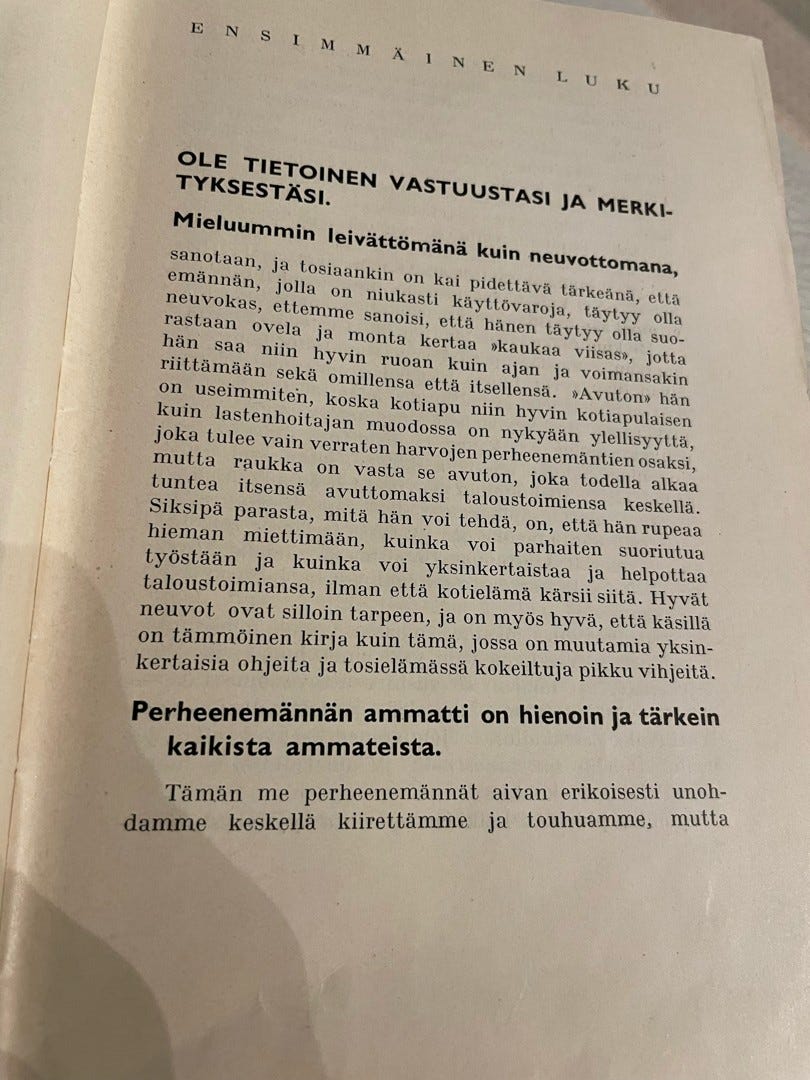 ENSIMMÄINEN LUKU
OLE TIETOINEN VASTUUSTASI JA MERKI-
TYKSESTÄSI.
Mieluummin leivättömänä kuin neuvottomana,
sanotaan, ja tosiaankin on kai pidettävä tärkeänä, että
emännän, jolla on niukasti käyttövaroja, täytyy olla
neuvokas, ettemme sanoisi, että hänen täytyy olla suo-
rastaan ovela ja monta kertaa »kaukaa viisas», jotta
hän saa niin hyvin ruoan kuin ajan ja voimansakin
riittämään sekä omillensa että itsellensä. »Avuton» hän
on useimmiten, koska kotiapu niin hyvin kotiapulaisen
kuin lastenhoitajan muodossa on nykyään ylellisyyttä,
joka tulee vain verraten harvojen perheenemäntien osaksi,
mutta raukka on vasta se avuton, joka todella alkaa
tuntea itsensä avuttomaksi taloustoimiensa keskellä.
Siksipä parasta, mitä hän voi tehdä, on, että hän rupeaa
hieman miettimään, kuinka voi parhaiten suoriutua
työstään ja kuinka voi yksinkertaistaa ja helpottaa
taloustoimiansa, ilman että kotielämä kärsii siitä. Hyvät
neuvot ovat silloin tarpeen, ja on myös hyvä, että käsillä
on tämmöinen kirja kuin tämä, jossa on muutamia yksin-
kertaisia ohjeita ja tosielämässä kokeiltuja pikku vihjeitä.
Perheenemännän ammatti on hienoin ja tärkein
kaikista ammateista.
Tämän me perheenemännät aivan erikoisesti unoh-
damme keskellä kiirettämme ja touhuamme, mutta